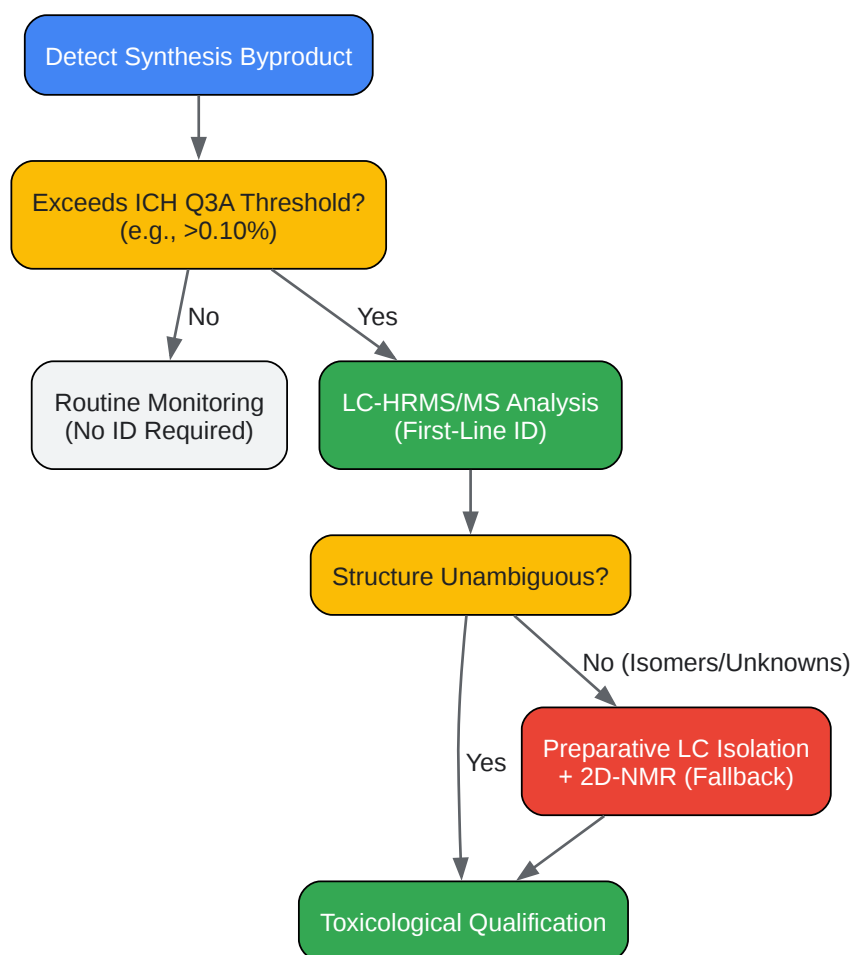 Detect Synthesis Byproduct
Exceeds ICH Q3A Threshold?
(e.g., >0.10%)
No
Yes
Routine Monitoring
(No ID Required)
LC-HRMS/MS Analysis
(First-Line ID)
Structure Unambiguous?
No (Isomers/Unknowns)
Yes
Preparative LC Isolation
+ 2D-NMR (Fallback)
Toxicological Qualification